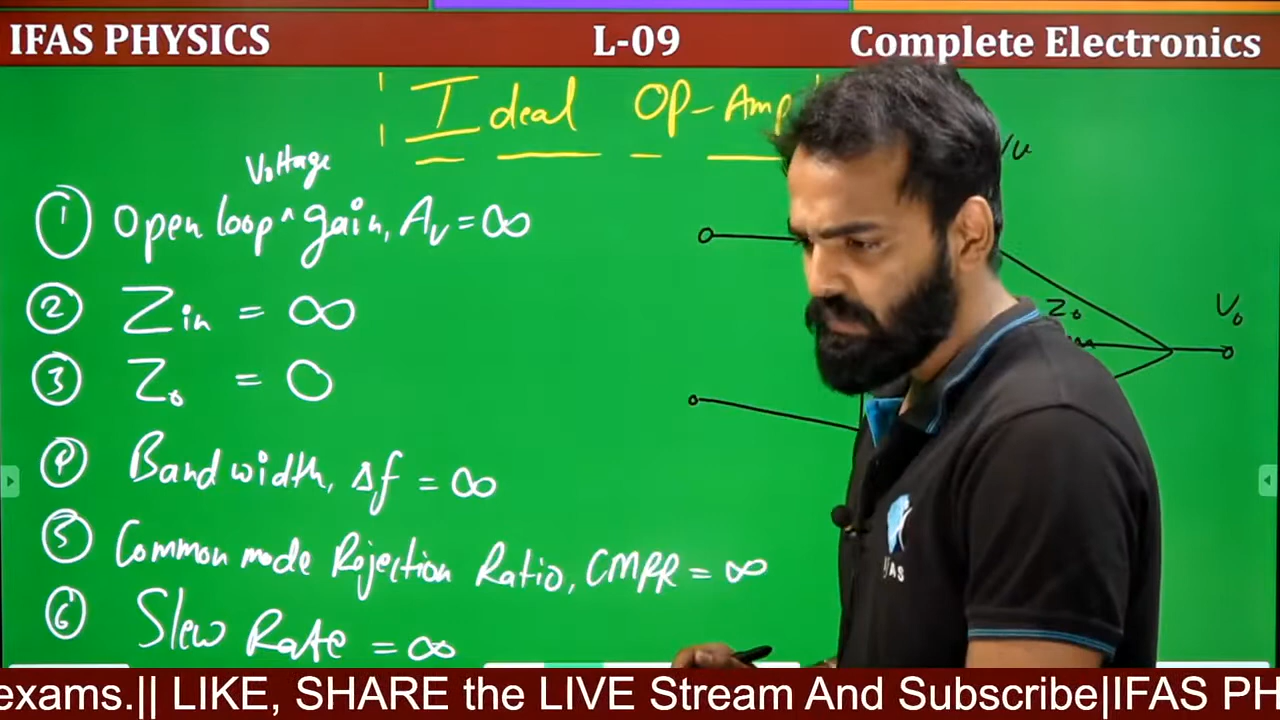 IFAS PHYSICS
L-09
Complete Electronics
Ideal Op-Amp
Voltage
① Open loop ^ gain, Av = ∞
② Zin = ∞
③ Zo = 0
④ Bandwidth, Δf = ∞
⑤ Common mode Rejection Ratio, CMRR = ∞
⑥ Slew Rate = ∞
Zo
Vo
exams.|| LIKE, SHARE the LIVE Stream And Subscribe|IFAS PH